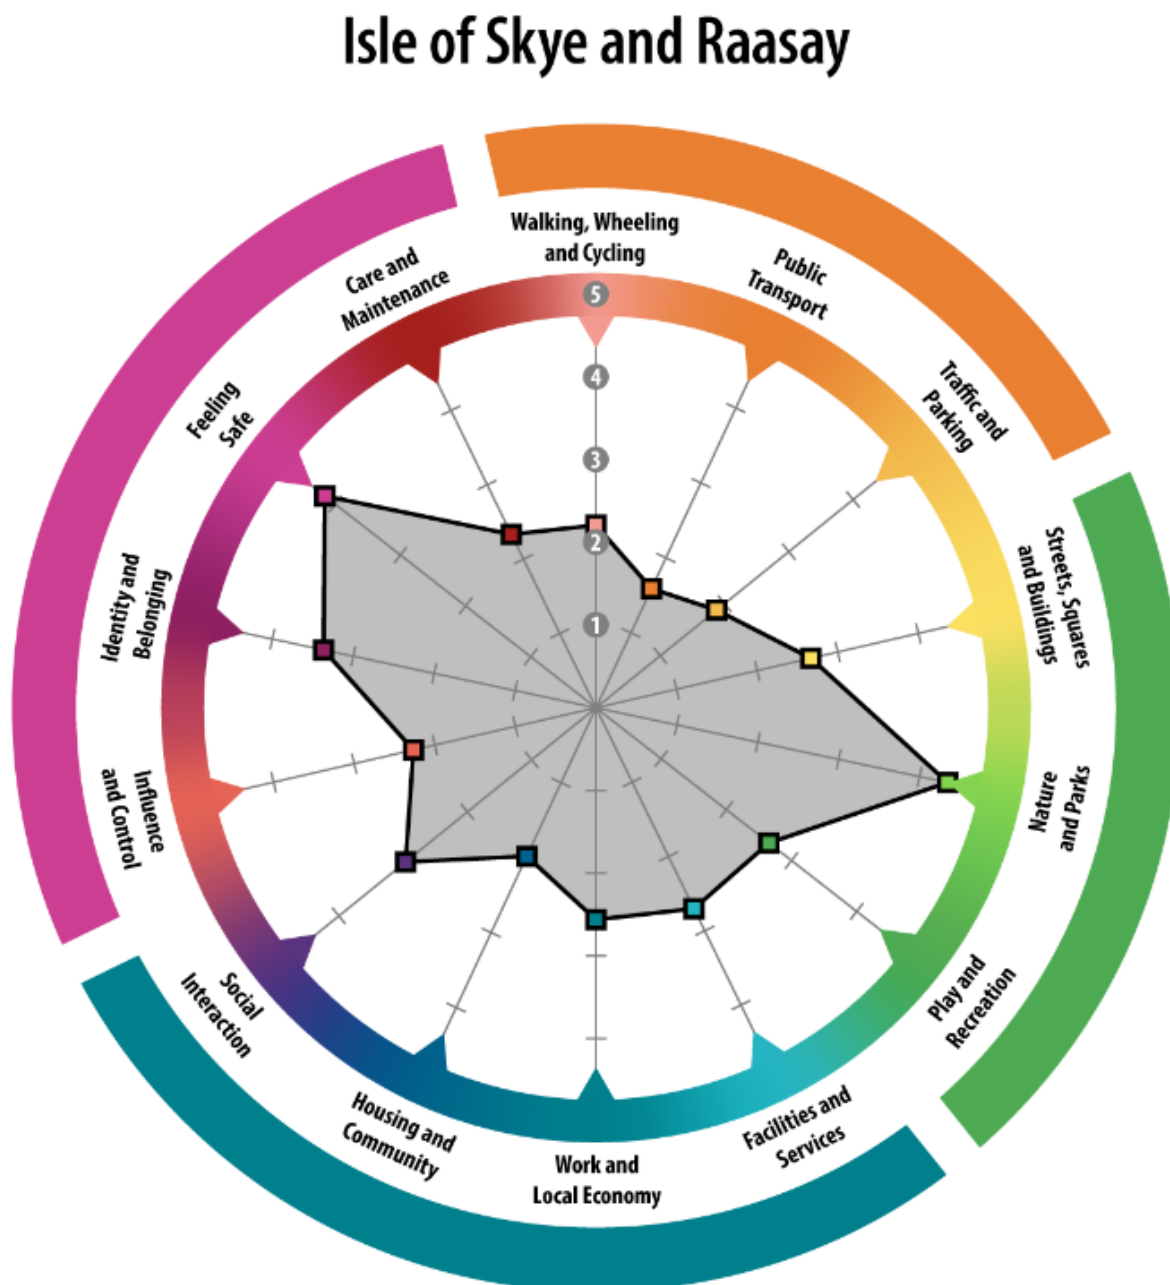 Isle of Skye and Raasay
Walking, Wheeling
and Cycling
Public
Transport
Traffic and
Parking
Streets, Squares
and Buildings
Nature
and Parks
Play and
Recreation
Facilities and
Services
Work and
Local Economy
Housing and
Community
Social
Interaction
Influence
and Control
Identity and
Belonging
Feeling
Safe
Care and
Maintenance
5
4
3
2
1